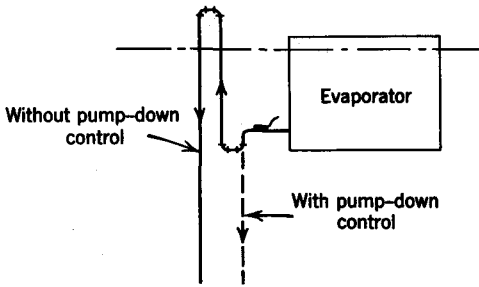 Evaporator
Without pump-down
control
With pump-down
control